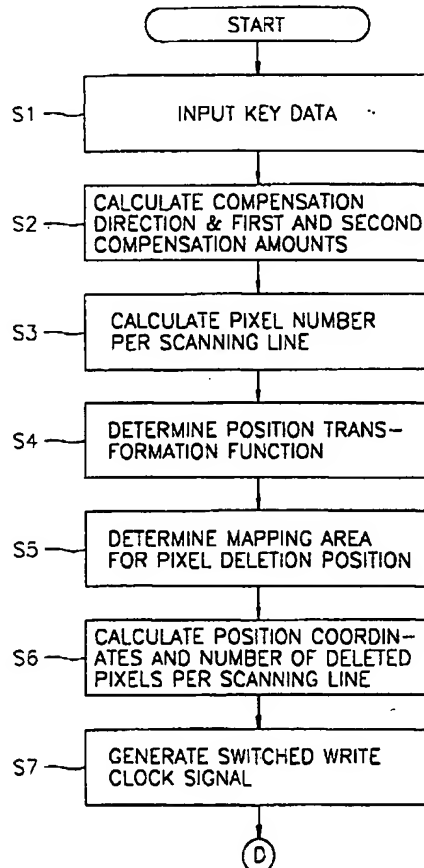 START
S1
INPUT KEY DATA
S2
CALCULATE COMPENSATION
DIRECTION & FIRST AND SECOND
COMPENSATION AMOUNTS
S3
CALCULATE PIXEL NUMBER
PER SCANNING LINE
S4
DETERMINE POSITION TRANS-
FORMATION FUNCTION
S5
DETERMINE MAPPING AREA
FOR PIXEL DELETION POSITION
S6
CALCULATE POSITION COORDIN-
ATES AND NUMBER OF DELETED
PIXELS PER SCANNING LINE
S7
GENERATE SWITCHED WRITE
CLOCK SIGNAL
D